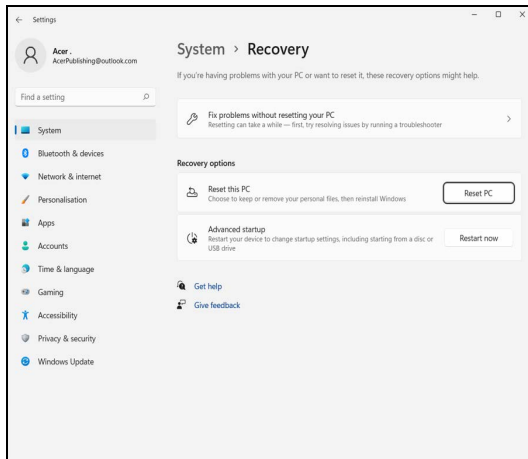 Settings
Acer .
AcerPublishing@outlook.com
Find a setting
System
Bluetooth & devices
Network & internet
Personalisation
Apps
Accounts
Time & language
Gaming
Accessibility
Privacy & security
Windows Update
System > Recovery
If you're having problems with your PC or want to reset it, these recovery options might help.
Fix problems without resetting your PC
Resetting can take a while — first, try resolving issues by running a troubleshooter
Recovery options
Reset this PC
Choose to keep or remove your personal files, then reinstall Windows
Reset PC
Advanced startup
Restart your device to change startup settings, including starting from a disc or
USB drive
Restart now
Get help
Give feedback